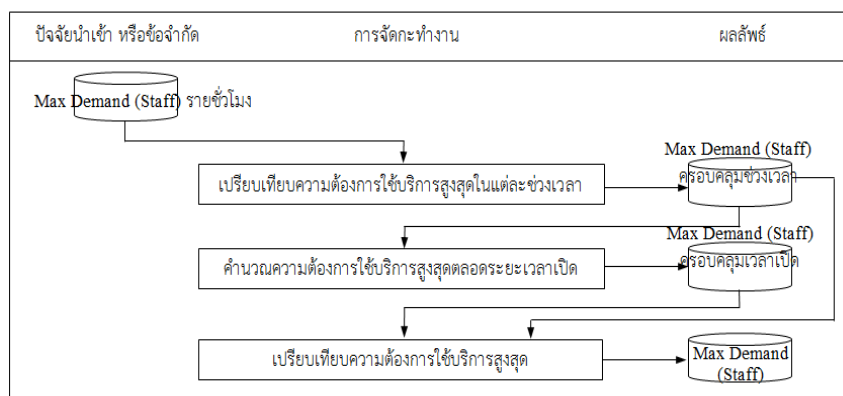 ปัจจัยนำเข้า หรือข้อจำกัด
การจัดกะทำงาน
ผลลัพธ์
Max Demand (Staff) รายชั่วโมง
เปรียบเทียบความต้องการใช้บริการสูงสุดในแต่ละช่วงเวลา
Max Demand (Staff)
ครอบคลุมช่วงเวลา
คำนวณความต้องการใช้บริการสูงสุดตลอดระยะเวลาเปิด
Max Demand (Staff)
ครอบคลุมเวลาเปิด
เปรียบเทียบความต้องการใช้บริการสูงสุด
Max Demand
(Staff)